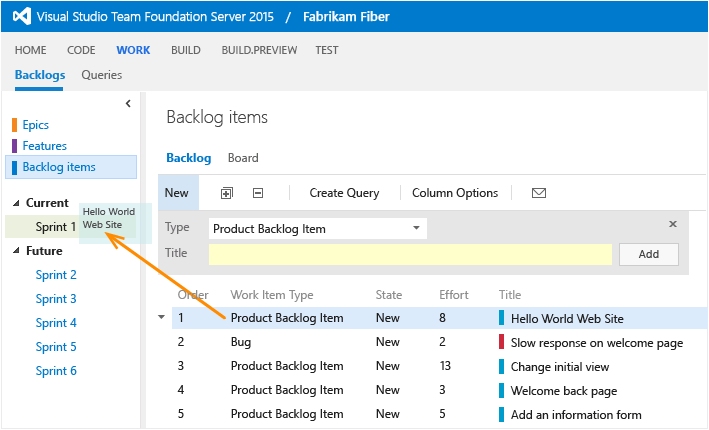 Visual Studio Team Foundation Server 2015 / Fabrikam Fiber
HOME CODE WORK BUILD BUILD.PREVIEW TEST
Backlogs Queries
Epics
Features
Backlog items
Current
Sprint 1
Hello World
Web Site
Future
Sprint 2
Sprint 3
Sprint 4
Sprint 5
Sprint 6
Backlog items
Backlog Board
New Create Query Column Options
Type Product Backlog Item
Title Add
Order Work Item Type State Effort Title
1 Product Backlog Item New 8 Hello World Web Site
2 Bug New 2 Slow response on welcome page
3 Product Backlog Item New 13 Change initial view
4 Product Backlog Item New 3 Welcome back page
5 Product Backlog Item New 5 Add an information form